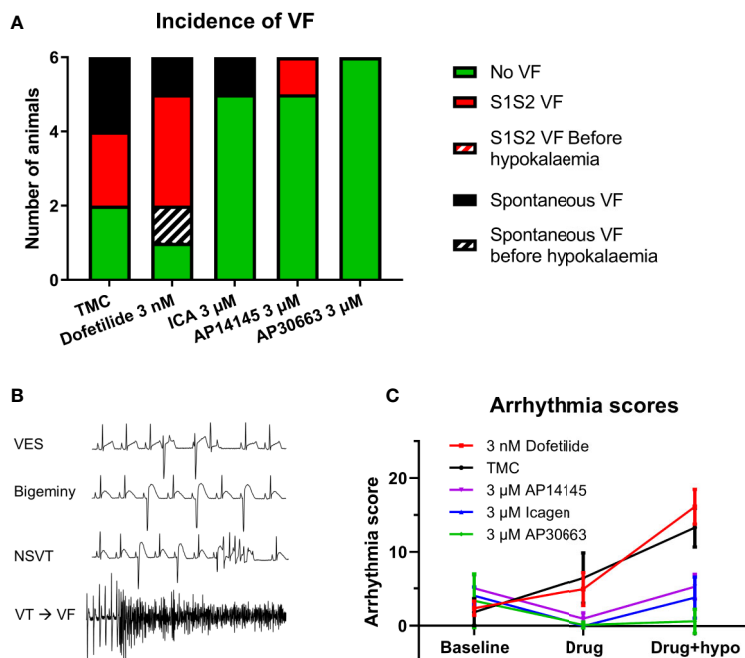 A
Incidence of VF
Number of animals
6
4
2
0
TMC
Dofetilide 3 nM
ICA 3 µM
AP14145 3 µM
AP30663 3 µM
No VF
S1S2 VF
S1S2 VF Before
hypokalaemia
Spontaneous VF
Spontaneous VF
before hypokalaemia
B
VES
Bigeminy
NSVT
VT → VF
C
Arrhythmia scores
3 nM Dofetilide
TMC
3 µM AP14145
3 µM Icagen
3 µM AP30663
Arrhythmia score
20
10
0
Baseline
Drug
Drug+hypo